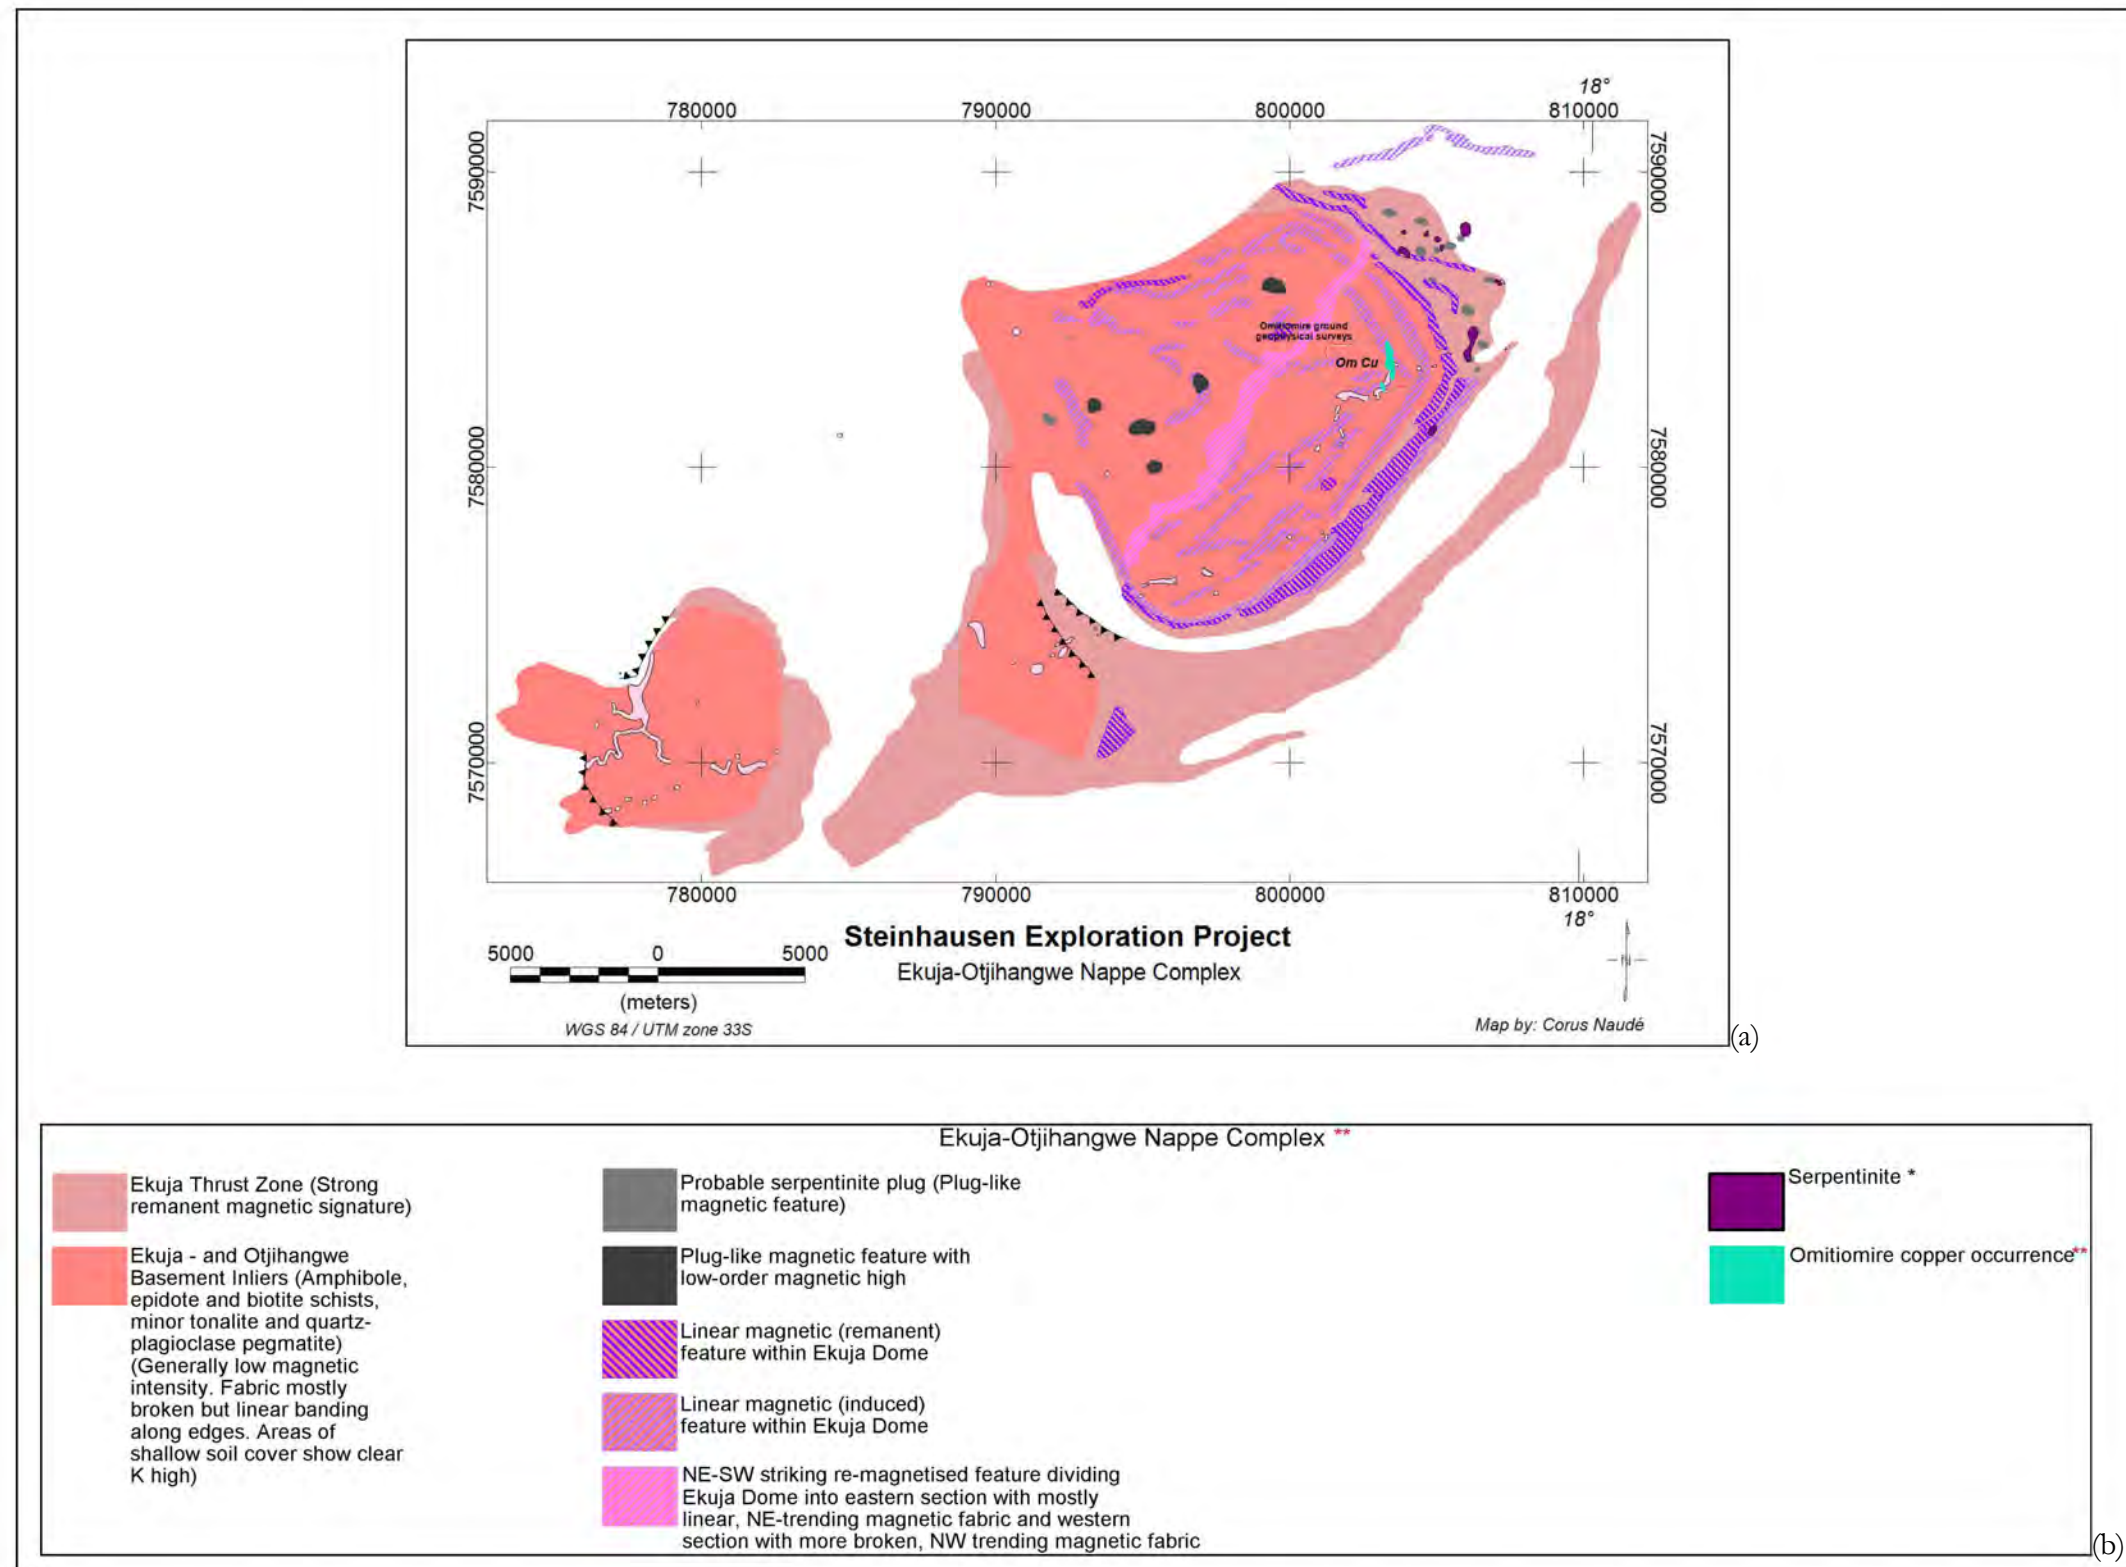 18°
780000
790000
800000
810000
7590000
7590000
Omitiomire ground
geophysical surveys
Om Cu
7580000
7580000
7570000
7570000
780000
790000
800000
810000
18°
Steinhausen Exploration Project
Ekuja-Otjihangwe Nappe Complex
5000
0
5000
(meters)
WGS 84 / UTM zone 33S
N
Map by: Corus Naudé
(a)
Ekuja-Otjihangwe Nappe Complex **
Ekuja Thrust Zone (Strong
remanent magnetic signature)
Ekuja - and Otjihangwe
Basement Inliers (Amphibole,
epidote and biotite schists,
minor tonalite and quartz-
plagioclase pegmatite)
(Generally low magnetic
intensity. Fabric mostly
broken but linear banding
along edges. Areas of
shallow soil cover show clear
K high)
Probable serpentinite plug (Plug-like
magnetic feature)
Plug-like magnetic feature with
low-order magnetic high
Linear magnetic (remanent)
feature within Ekuja Dome
Linear magnetic (induced)
feature within Ekuja Dome
NE-SW striking re-magnetised feature dividing
Ekuja Dome into eastern section with mostly
linear, NE-trending magnetic fabric and western
section with more broken, NW trending magnetic fabric
Serpentinite *
Omitiomire copper occurrence**
(b)